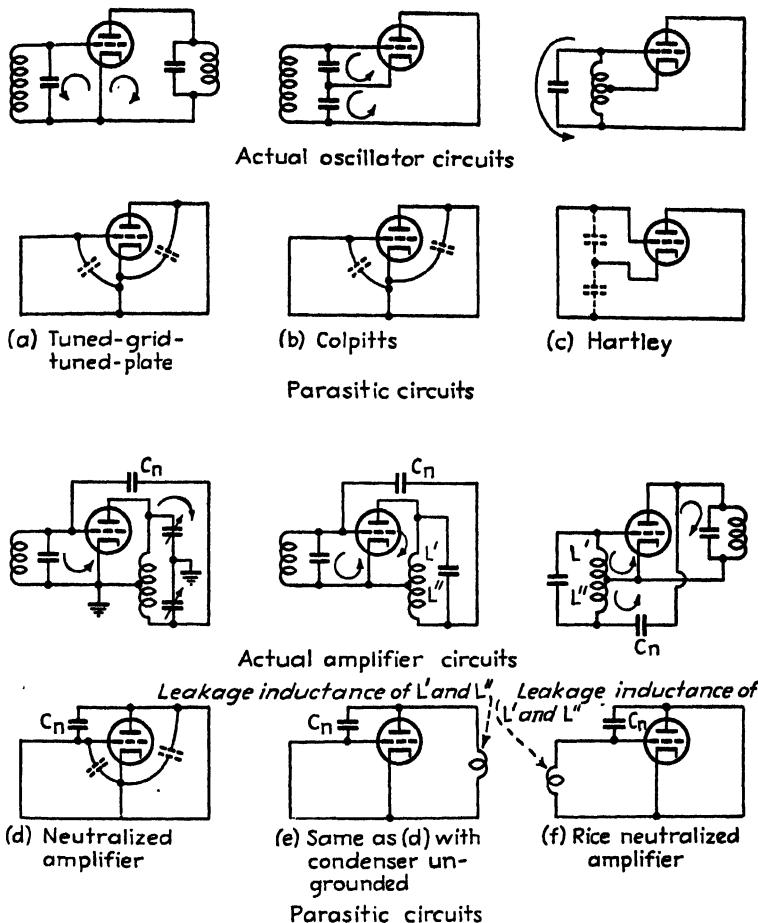 Actual oscillator circuits
(a) Tuned-grid-
tuned-plate
(b) Colpitts
(c) Hartley
Parasitic circuits
Cn
Cn
L'
L"
L'
L"
Cn
Actual amplifier circuits
Leakage inductance of L' and L"
Leakage inductance of
L' and L"
Cn
Cn
Cn
(d) Neutralized
amplifier
(e) Same as (d) with
condenser un-
grounded
(f) Rice neutralized
amplifier
Parasitic circuits